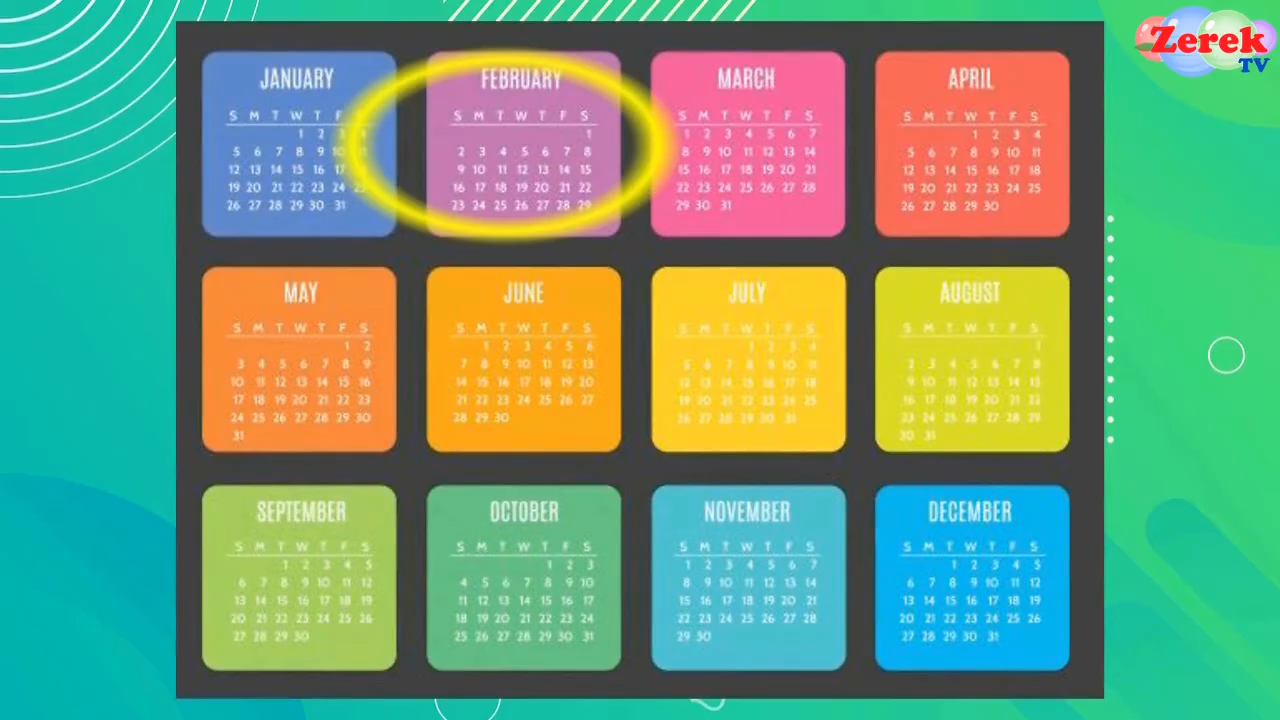 Zerek
TV
JANUARY
S M T W T F
1 2 3 4
5 6 7 8 9 10 11
12 13 14 15 16 17
19 20 21 22 23 24 25
26 27 28 29 30 31
FEBRUARY
S M T W T F S
1
2 3 4 5 6 7 8
9 10 11 12 13 14 15
16 17 18 19 20 21 22
23 24 25 26 27 28 29
MARCH
S M T W T F S
1 2 3 4 5 6 7
8 9 10 11 12 13 14
15 16 17 18 19 20 21
22 23 24 25 26 27 28
29 30 31
APRIL
S M T W T F S
1 2 3 4
5 6 7 8 9 10 11
12 13 14 15 16 17 18
19 20 21 22 23 24 25
26 27 28 29 30
MAY
S M T W T F S
1 2
3 4 5 6 7 8 9
10 11 12 13 14 15 16
17 18 19 20 21 22 23
24 25 26 27 28 29 30
31
JUNE
S M T W T F S
1 2 3 4 5 6
7 8 9 10 11 12 13
14 15 16 17 18 19 20
21 22 23 24 25 26 27
28 29 30
JULY
S M T W T F S
1 2 3 4
5 6 7 8 9 10 11
12 13 14 15 16 17 18
19 20 21 22 23 24 25
26 27 28 29 30 31
AUGUST
S M T W T F S
1
2 3 4 5 6 7 8
9 10 11 12 13 14 15
16 17 18 19 20 21 22
23 24 25 26 27 28 29
30 31
SEPTEMBER
S M T W T F S
1 2 3 4 5
6 7 8 9 10 11 12
13 14 15 16 17 18 19
20 21 22 23 24 25 26
27 28 29 30
OCTOBER
S M T W T F S
1 2 3
4 5 6 7 8 9 10
11 12 13 14 15 16 17
18 19 20 21 22 23 24
25 26 27 28 29 30 31
NOVEMBER
S M T W T F S
1 2 3 4 5 6 7
8 9 10 11 12 13 14
15 16 17 18 19 20 21
22 23 24 25 26 27 28
29 30
DECEMBER
S M T W T F S
1 2 3 4 5
6 7 8 9 10 11 12
13 14 15 16 17 18 19
20 21 22 23 24 25 26
27 28 29 30 31